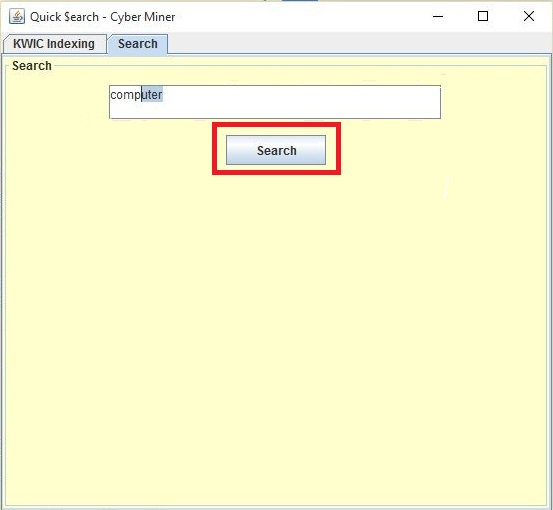 Quick Search - Cyber Miner
KWIC Indexing Search
Search
computer
Search